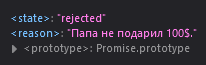 <state>: "rejected"
<reason>: "Папа не подарил 100$."
▶ <prototype>: Promise.prototype